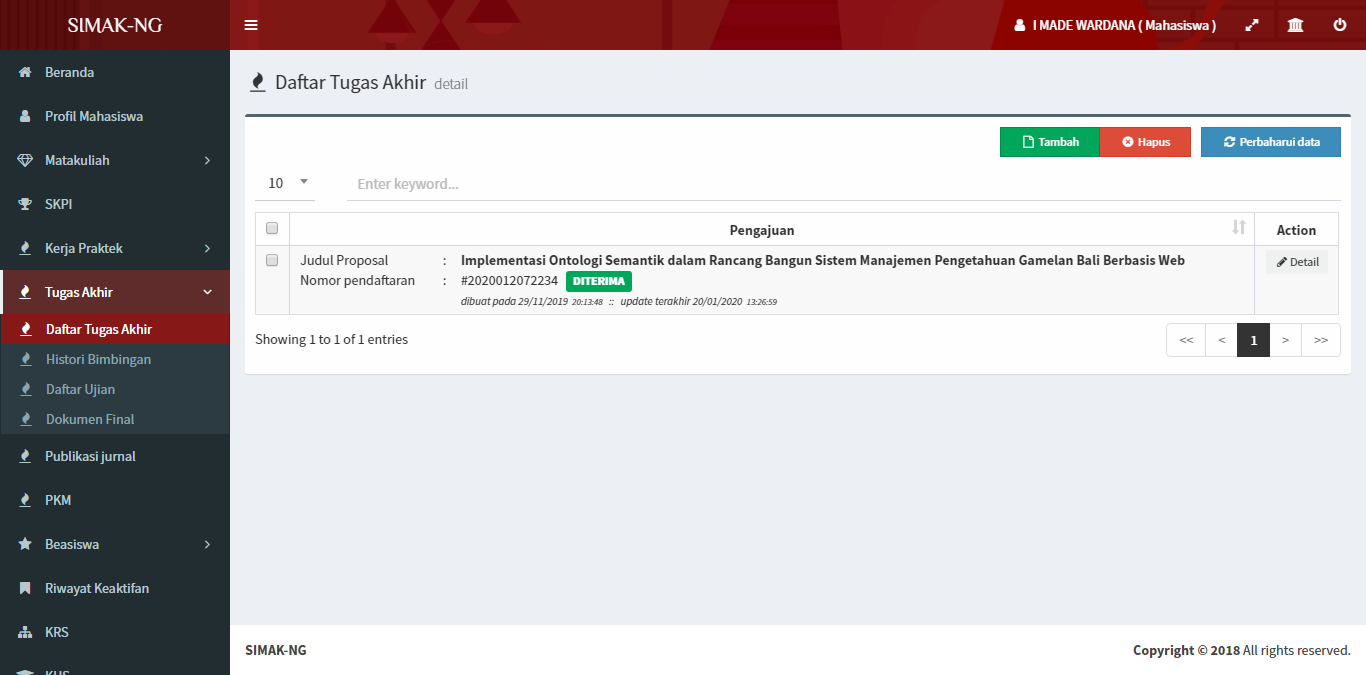 SIMAK-NG
I MADE WARDANA ( Mahasiswa )
Beranda
Profil Mahasiswa
Matakuliah
SKPI
Kerja Praktek
Tugas Akhir
Daftar Tugas Akhir
Histori Bimbingan
Daftar Ujian
Dokumen Final
Publikasi jurnal
PKM
Beasiswa
Riwayat Keaktifan
KRS
KHS
Daftar Tugas Akhir detail
Tambah Hapus Perbaharui data
10 Enter keyword...
Pengajuan Action
Judul Proposal : Implementasi Ontologi Semantik dalam Rancang Bangun Sistem Manajemen Pengetahuan Gamelan Bali Berbasis Web Detail
Nomor pendaftaran : #2020012072234 DITERIMA
dibuat pada 29/11/2019 20:13:48 :: update terakhir 20/01/2020 13:26:59
Showing 1 to 1 of 1 entries << < 1 > >>
SIMAK-NG Copyright © 2018 All rights reserved.